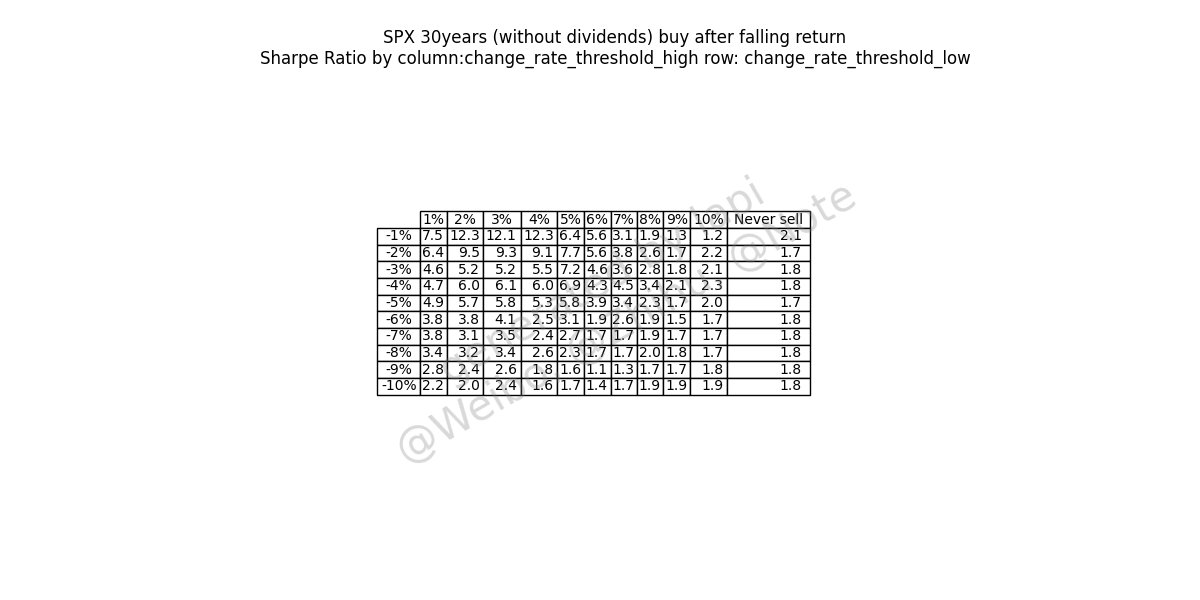 SPX 30years (without dividends) buy after falling return
Sharpe Ratio by column:change_rate_threshold_high row: change_rate_threshold_low
1% 2% 3% 4% 5% 6% 7% 8% 9% 10% Never sell
-1% 7.5 12.3 12.1 12.3 6.4 5.6 3.1 1.9 1.3 1.2 2.1
-2% 6.4 9.5 9.3 9.1 7.7 5.6 3.8 2.6 1.7 2.2 1.7
-3% 4.6 5.2 5.2 5.5 7.2 4.6 3.6 2.8 1.8 2.1 1.8
-4% 4.7 6.0 6.1 6.0 6.9 4.3 4.5 3.4 2.1 2.3 1.8
-5% 4.9 5.7 5.8 5.3 5.8 3.9 3.4 2.3 1.7 2.0 1.7
-6% 3.8 3.8 4.1 2.5 3.1 1.9 2.6 1.9 1.5 1.7 1.8
-7% 3.8 3.1 3.5 2.4 2.7 1.7 1.7 1.9 1.7 1.7 1.8
-8% 3.4 3.2 3.4 2.6 2.3 1.7 1.7 2.0 1.8 1.7 1.8
-9% 2.8 2.4 2.6 1.8 1.6 1.1 1.3 1.7 1.7 1.8 1.8
-10% 2.2 2.0 2.4 1.6 1.7 1.4 1.7 1.9 1.9 1.9 1.8
generated by
@Weibo @Note